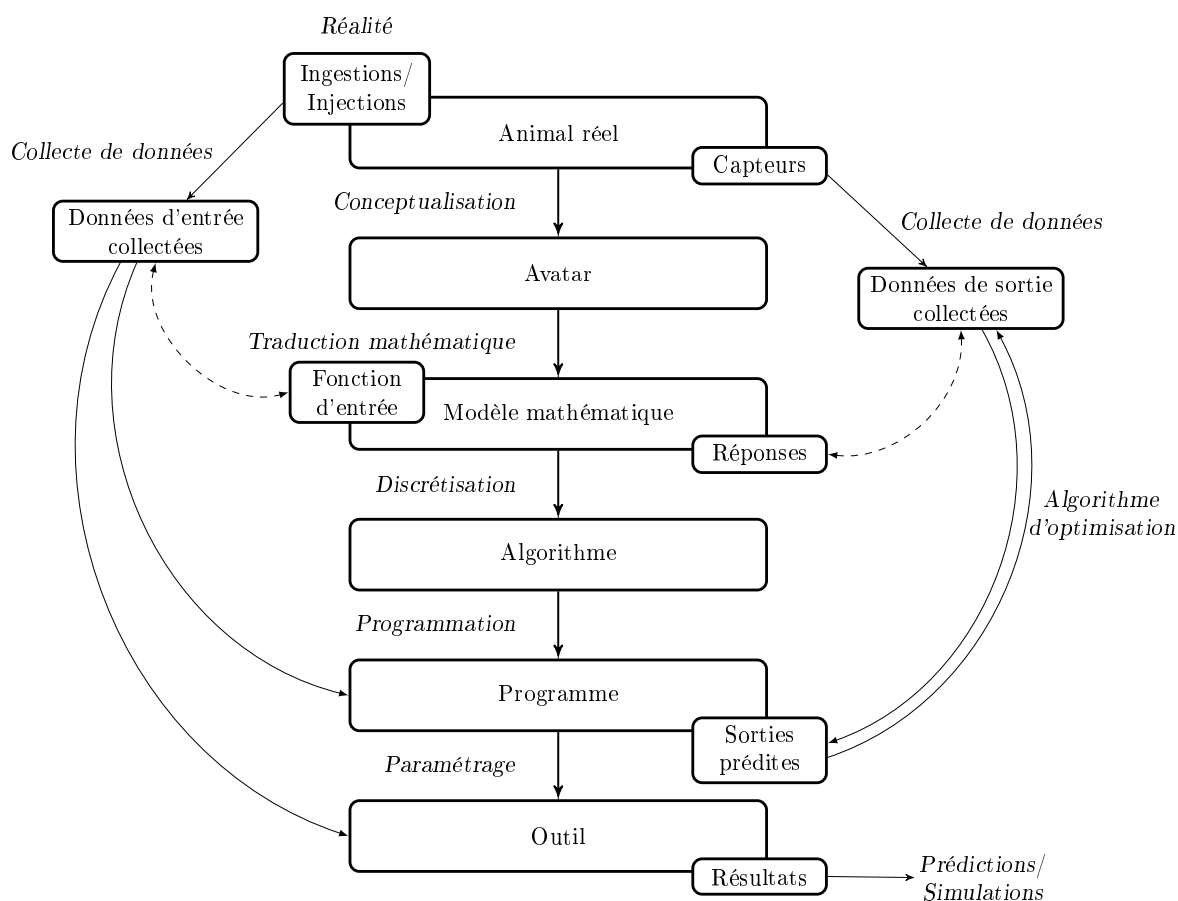 Réalité
Ingestions/
Injections
Animal réel
Capteurs
Collecte de données
Conceptualisation
Données d'entrée
collectées
Collecte de données
Avatar
Données de sortie
collectées
Traduction mathématique
Fonction
d'entrée
Modèle mathématique
Réponses
Discrétisation
Algorithme
d'optimisation
Algorithme
Programmation
Programme
Sorties
prédites
Paramétrage
Outil
Résultats
Prédictions/
Simulations